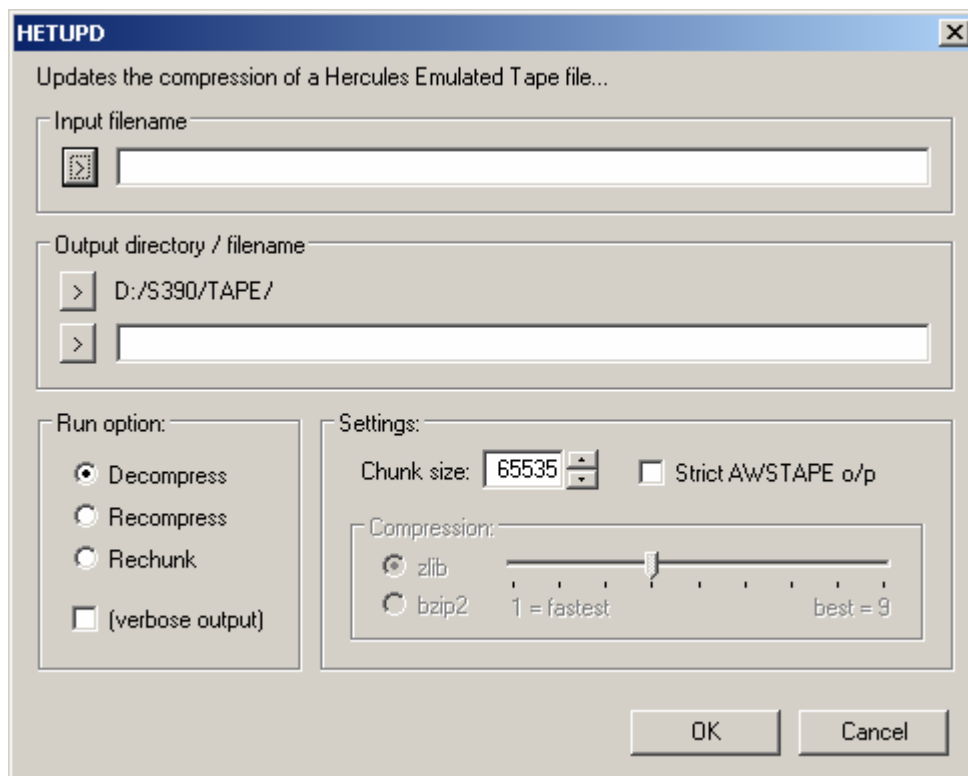 HETUPD
Updates the compression of a Hercules Emulated Tape file...
Input filename
>
Output directory / filename
> D:/S390/TAPE/
>
Run option:
Decompress
Recompress
Rechunk
(verbose output)
Settings:
Chunk size: 65535 Strict AWSTAPE o/p
Compression:
zlib
bzip2
1 = fastest best = 9
OK Cancel